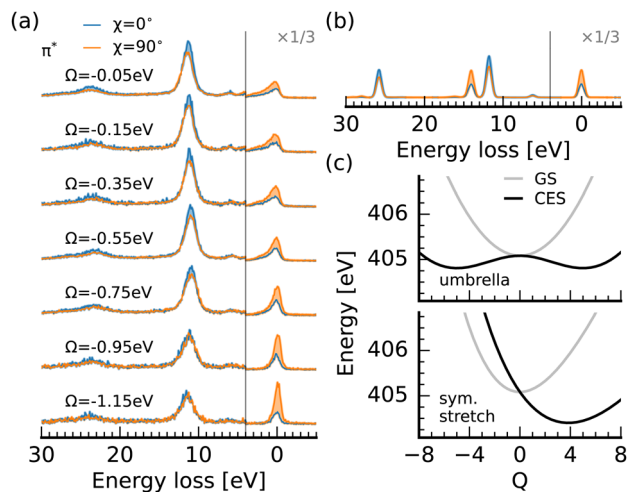 (a)
χ=0°
χ=90°
×1/3
π*
Ω=-0.05eV
Ω=-0.15eV
Ω=-0.35eV
Ω=-0.55eV
Ω=-0.75eV
Ω=-0.95eV
Ω=-1.15eV
30 20 10 0
Energy loss [eV]
(b)
×1/3
30 20 10 0
Energy loss [eV]
(c)
GS
CES
406
405
umbrella
Energy [eV]
406
405
sym.
stretch
−8 −4 0 4 8
Q